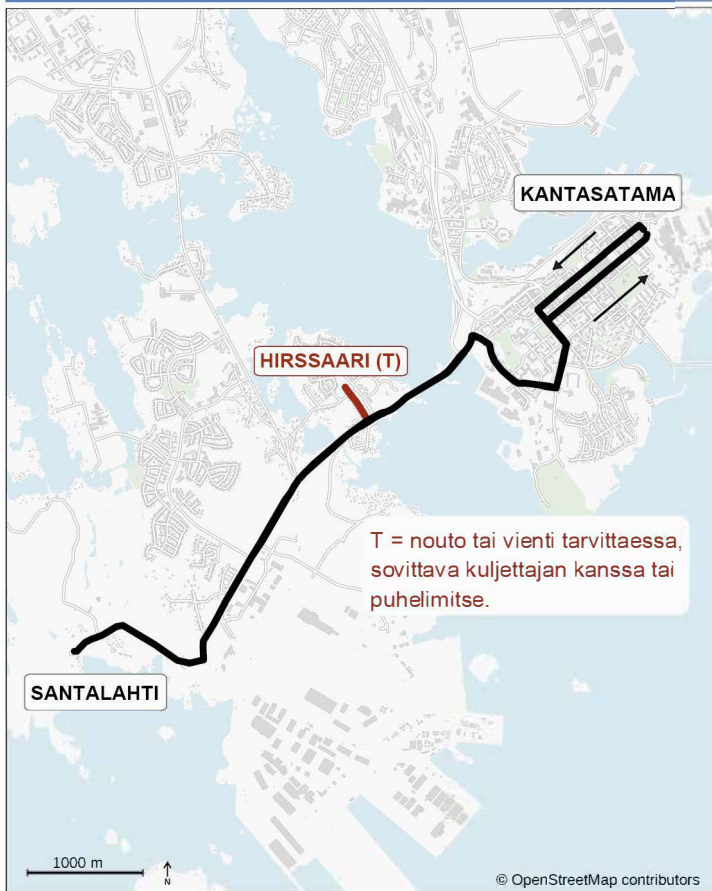 KANTASATAMA
HIRSSAARI (T)
T = nouto tai vienti tarvittaessa,
sovittava kuljettajan kanssa tai
puhelimitse.
SANTALAHTI
1000 m
N
© OpenStreetMap contributors